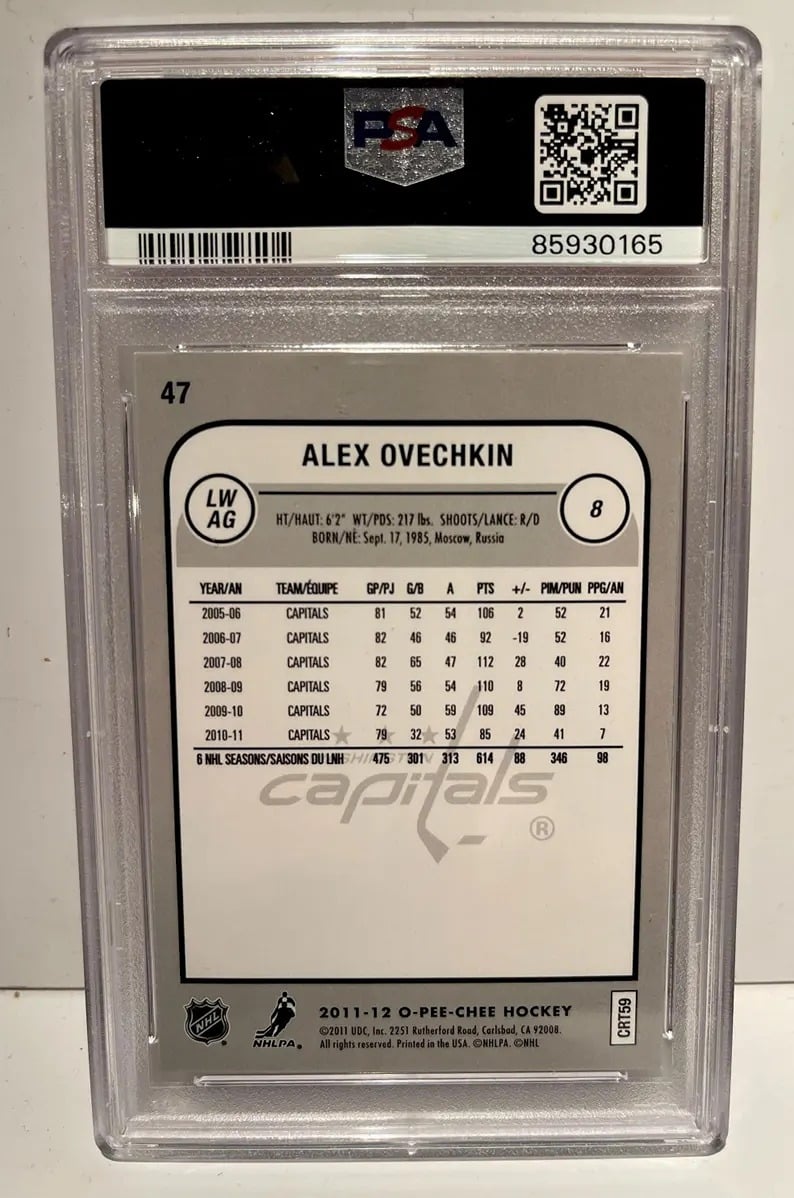 PSA
85930165
47
ALEX OVECHKIN
LW
AG
8
HT/HAUT: 6'2" WT/PDS: 217 lbs. SHOOTS/LANCE: R/D
BORN/NÉ: Sept. 17, 1985, Moscow, Russia
YEAR/AN TEAM/ÉQUIPE GP/PJ G/B A PTS +/- PIM/PUN PPG/AN
2005-06 CAPITALS 81 52 54 106 2 52 21
2006-07 CAPITALS 82 46 46 92 -19 52 16
2007-08 CAPITALS 82 65 47 112 28 40 22
2008-09 CAPITALS 79 56 54 110 8 72 19
2009-10 CAPITALS 72 50 59 109 45 89 13
2010-11 CAPITALS 79 32 53 85 24 41 7
6 NHL SEASONS/SAISONS DU LNH 475 301 313 614 88 346 98
capitals
®
NHL
NHLPA.
2011-12 O-PEE-CHEE HOCKEY
©2011 UDC, Inc. 2251 Rutherford Road, Carlsbad, CA 92008.
All rights reserved. Printed in the USA. ©NHLPA. ©NHL
CRT59